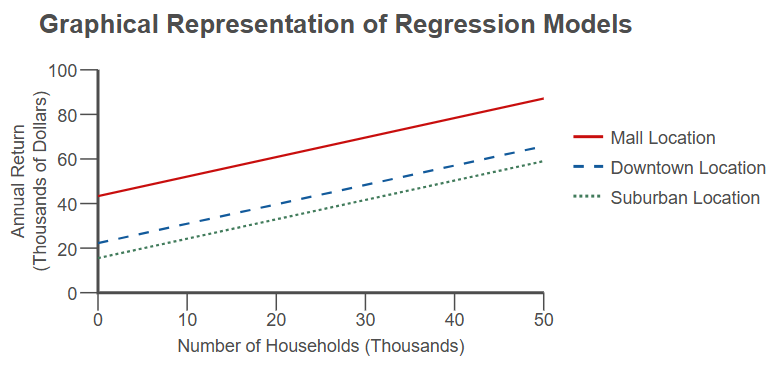 Graphical Representation of Regression Models
Annual Return
(Thousands of Dollars)
100
80
60
40
20
0
0 10 20 30 40 50
Number of Households (Thousands)
Mall Location
Downtown Location
Suburban Location